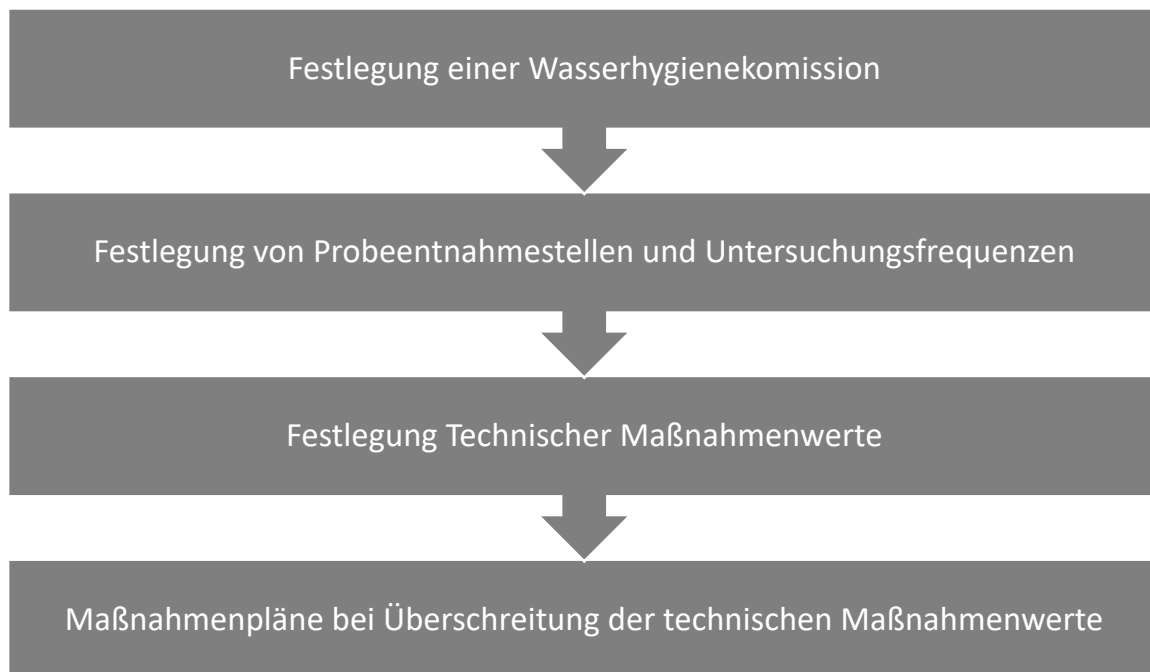 Festlegung einer Wasserhygienekomission
Festlegung von Probeentnahmestellen und Untersuchungsfrequenzen
Festlegung Technischer Maßnahmenwerte
Maßnahmenpläne bei Überschreitung der technischen Maßnahmenwerte